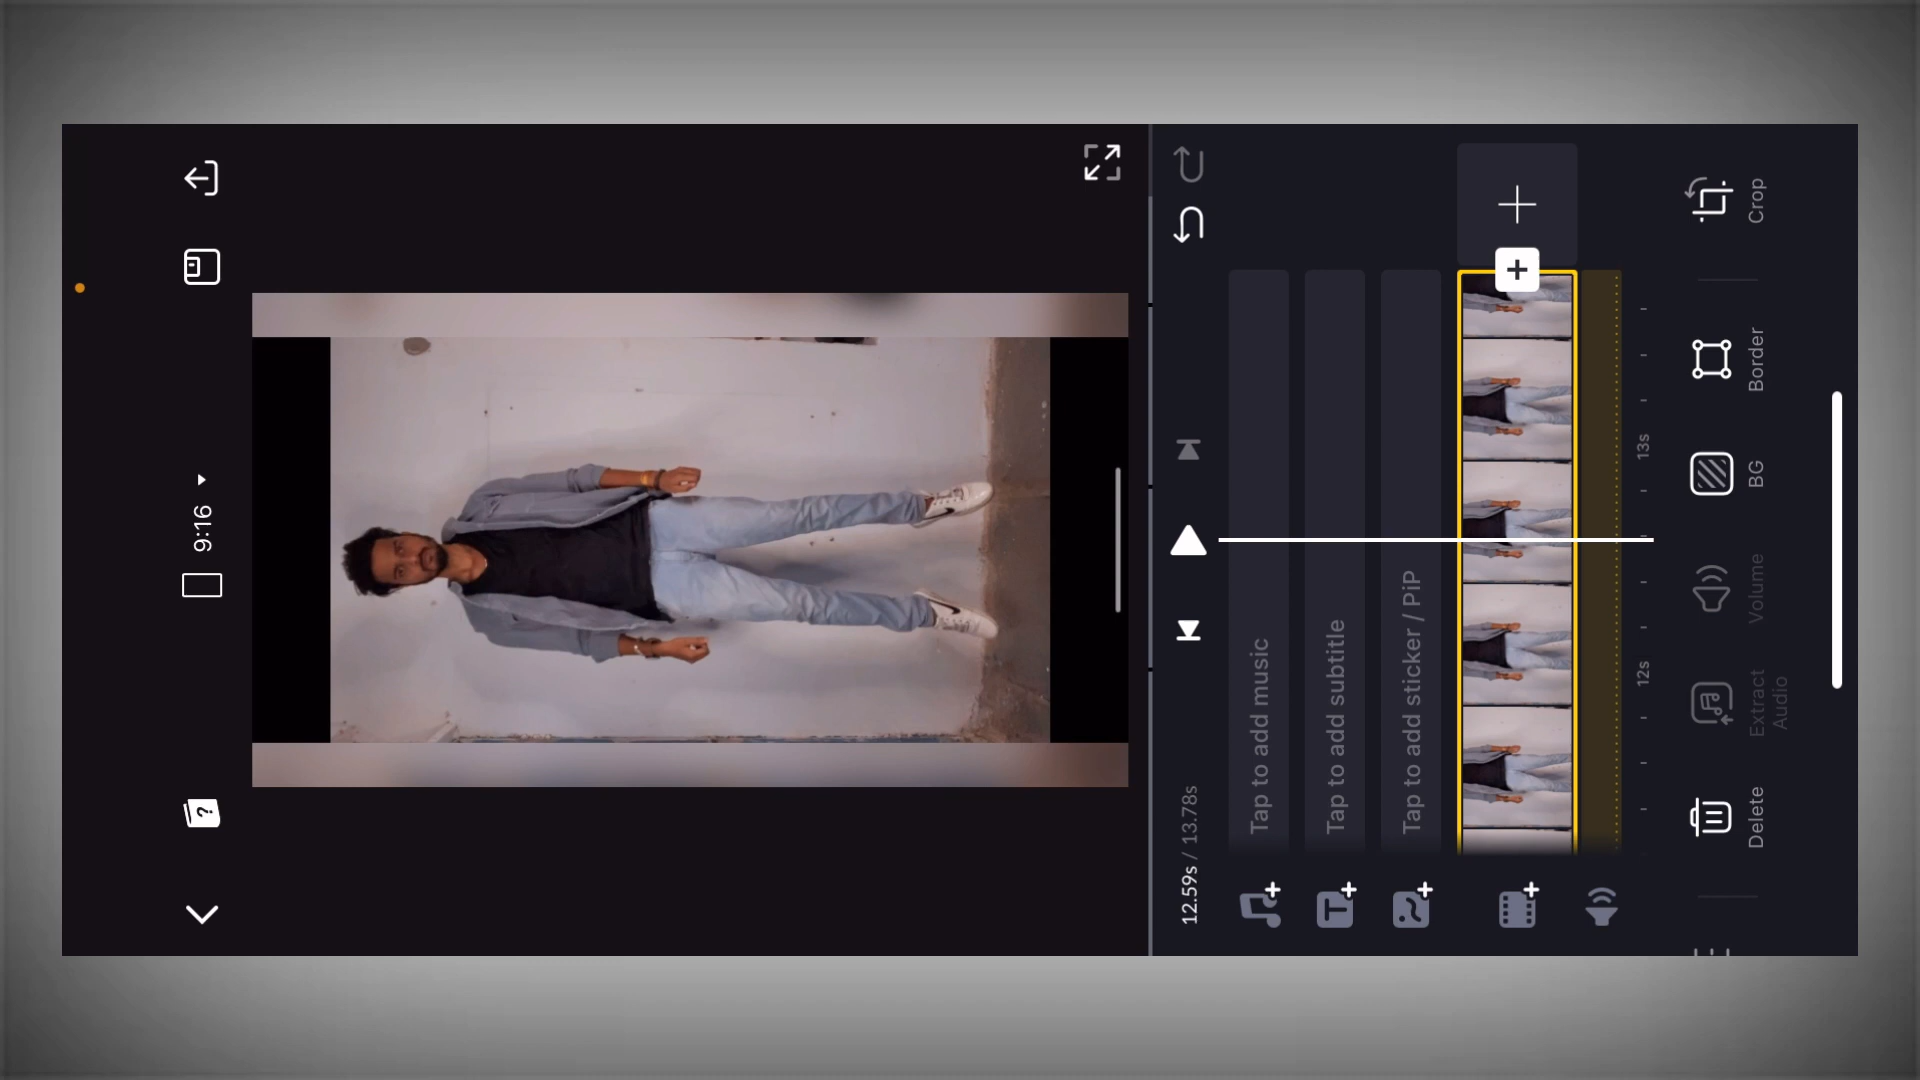 9:16
?
12.59s / 13.78s
Tap to add music
Tap to add subtitle
T
Tap to add sticker / PiP
12s
13s
Delete
Extract
Audio
Volume
BG
Border
Crop